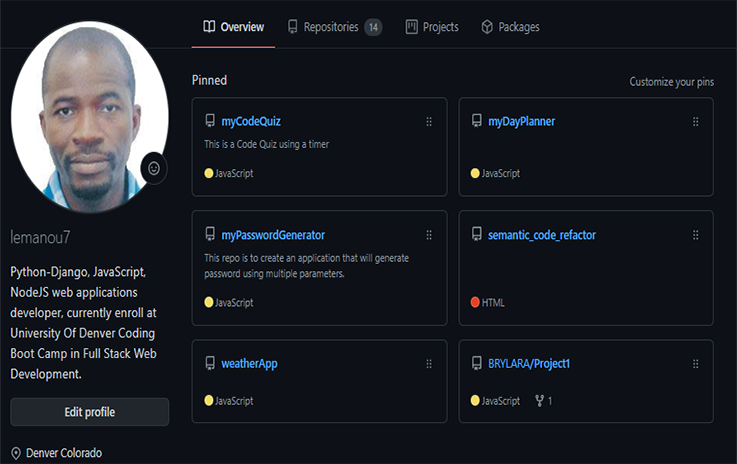 Overview
Repositories 14
Projects
Packages
lemanou7
Python-Django, JavaScript,
NodeJS web applications
developer, currently enroll at
University Of Denver Coding
Boot Camp in Full Stack Web
Development.
Edit profile
Denver Colorado
Pinned
Customize your pins
myCodeQuiz
This is a Code Quiz using a timer
JavaScript
myDayPlanner
JavaScript
myPasswordGenerator
This repo is to create an application that will generate
password using multiple parameters.
JavaScript
semantic_code_refactor
HTML
weatherApp
JavaScript
BRYLARA/Project1
JavaScript 1